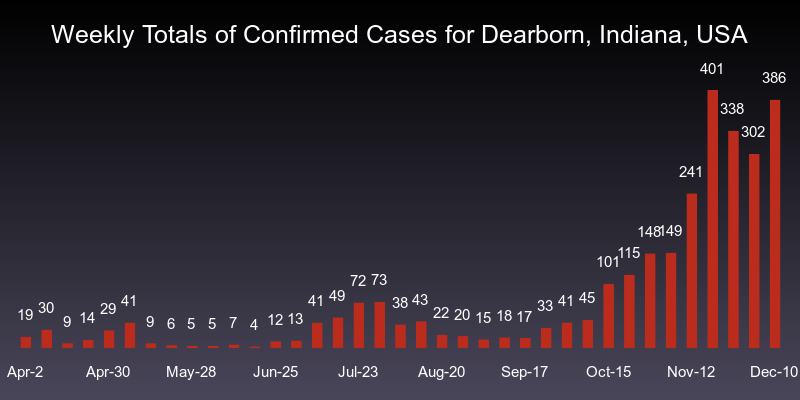 Weekly Totals of Confirmed Cases for Dearborn, Indiana, USA
19 30 9 14 29 41 9 6 5 5 7 4 12 13 41 49 72 73 38 43 22 20 15 18 17 33 41 45 101 115 148 149 241 401 338 302 386
Apr-2 Apr-30 May-28 Jun-25 Jul-23 Aug-20 Sep-17 Oct-15 Nov-12 Dec-10